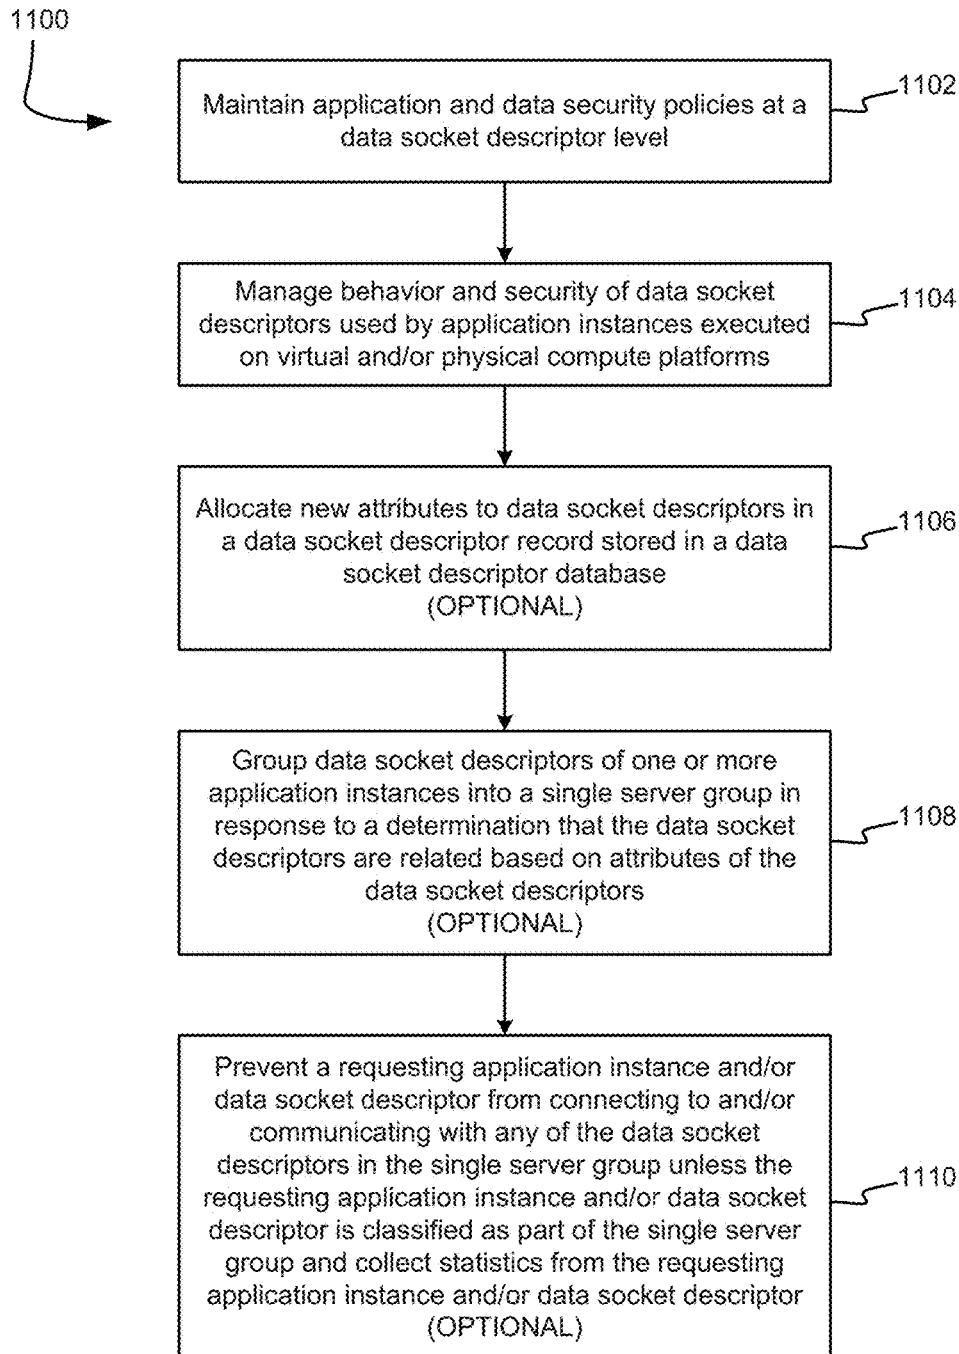 1100
Maintain application and data security policies at a
data socket descriptor level
1102
Manage behavior and security of data socket
descriptors used by application instances executed
on virtual and/or physical compute platforms
1104
Allocate new attributes to data socket descriptors in
a data socket descriptor record stored in a data
socket descriptor database
(OPTIONAL)
1106
Group data socket descriptors of one or more
application instances into a single server group in
response to a determination that the data socket
descriptors are related based on attributes of the
data socket descriptors
(OPTIONAL)
1108
Prevent a requesting application instance and/or
data socket descriptor from connecting to and/or
communicating with any of the data socket
descriptors in the single server group unless the
requesting application instance and/or data socket
descriptor is classified as part of the single server
group and collect statistics from the requesting
application instance and/or data socket descriptor
(OPTIONAL)
1110